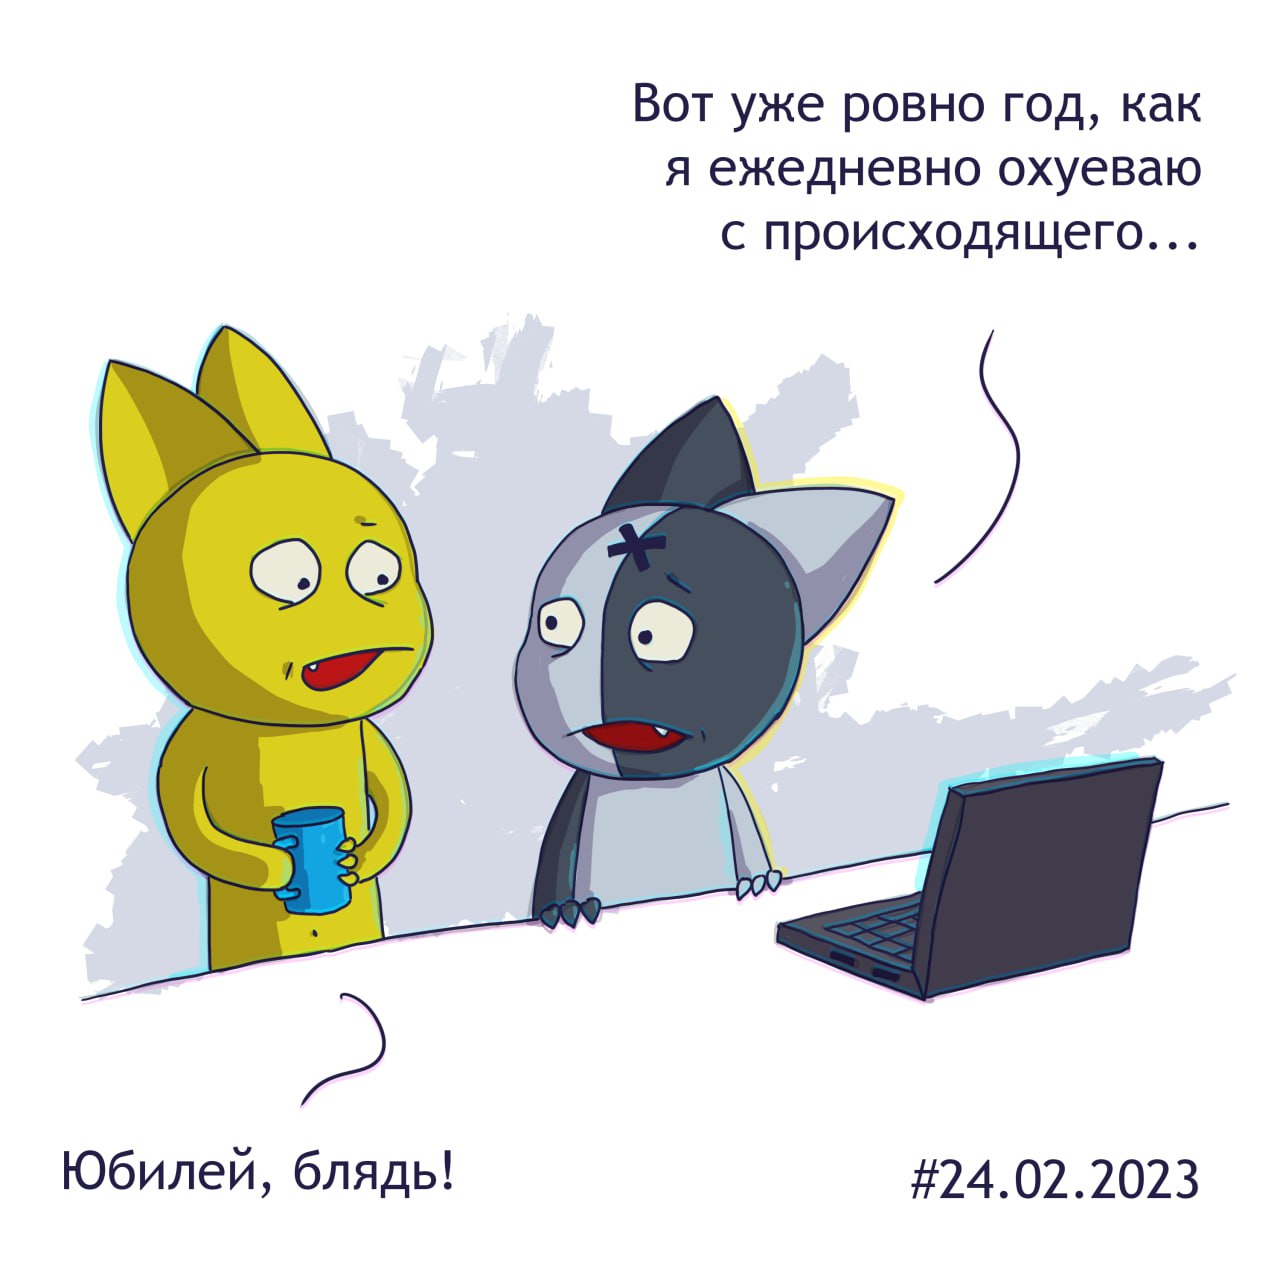 Вот уже ровно год, как
я ежедневно охуеваю
с происходящего...
Юбилей, блядь!
#24.02.2023